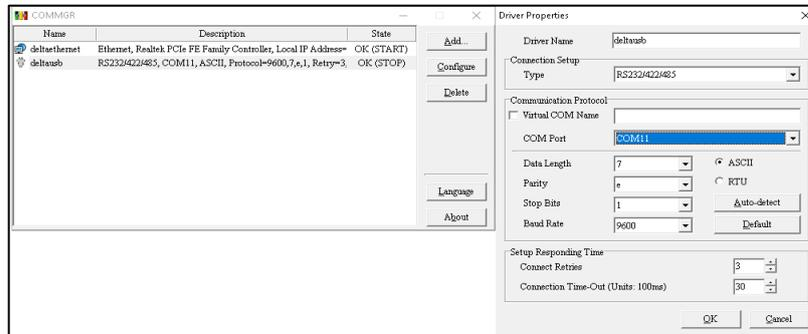 COMMGR
Name Description State
deltaethernet Ethernet, Realtek PCIe FE Family Controller, Local IP Address= OK (START)
deltausb RS232/422/485, COM11, ASCII, Protocol=9600,7,e,1, Retry=3, OK (STOP)
Add...
Configure
Delete
Language
About
Driver Properties
Driver Name deltausb
Connection Setup
Type RS232/422/485
Communication Protocol
Virtual COM Name
COM Port COM11
Data Length 7 ASCII
Parity e RTU
Stop Bits 1 Auto-detect
Baud Rate 9600 Default
Setup Responding Time
Connect Retries 3
Connection Time-Out (Units: 100ms) 30
OK Cancel